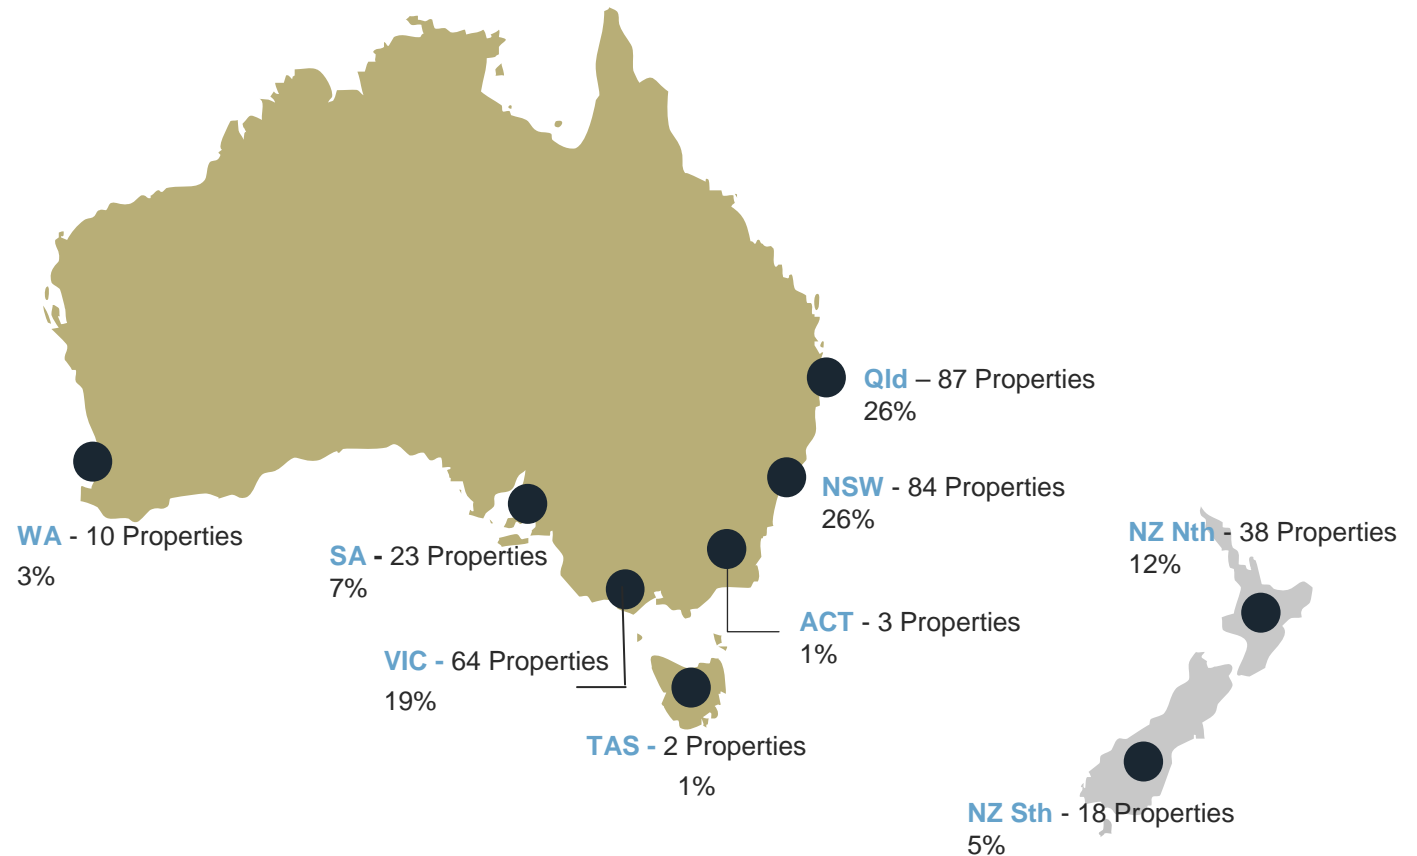 Qld – 87 Properties
26%
NSW - 84 Properties
26%
WA - 10 Properties
3%
SA - 23 Properties
7%
NZ Nth - 38 Properties
12%
ACT - 3 Properties
1%
VIC - 64 Properties
19%
TAS - 2 Properties
1%
NZ Sth - 18 Properties
5%